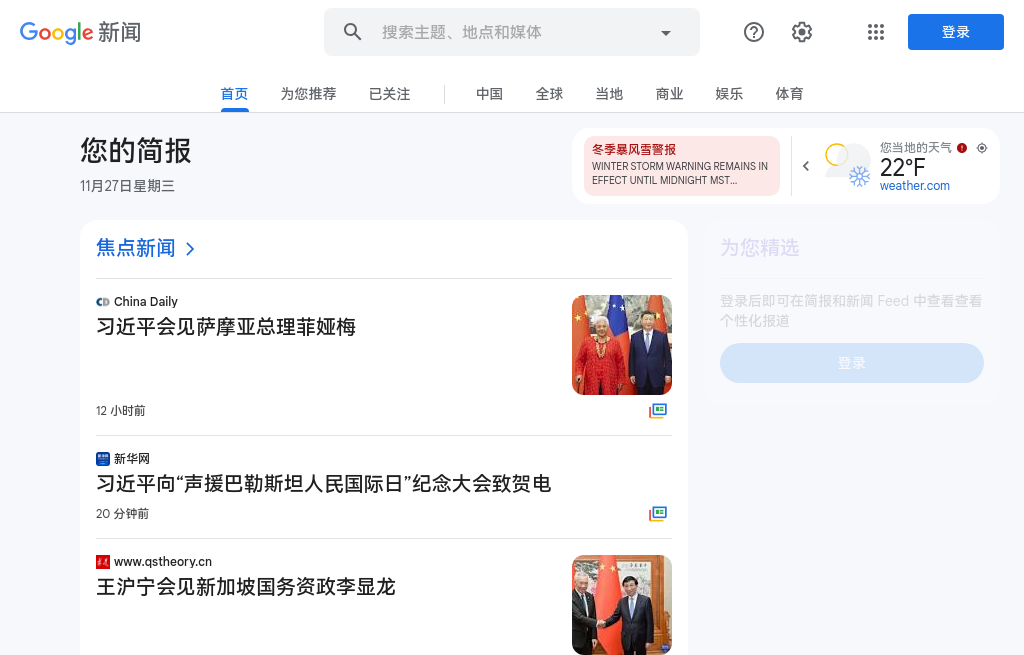 Google 新闻
搜索主题、地点和媒体
登录
首页
为您推荐
已关注
中国
全球
当地
商业
娱乐
体育
您的简报
11月27日星期三
冬季暴风雪警报
WINTER STORM WARNING REMAINS IN
EFFECT UNTIL MIDNIGHT MST...
您当地的天气
22°F
weather.com
焦点新闻
China Daily
习近平会见萨摩亚总理菲娅梅
12 小时前
新华网
习近平向“声援巴勒斯坦人民国际日”纪念大会致贺电
20 分钟前
www.qstheory.cn
王沪宁会见新加坡国务资政李显龙
为您精选
登录后即可在简报和新闻 Feed 中查看查看
个性化报道
登录